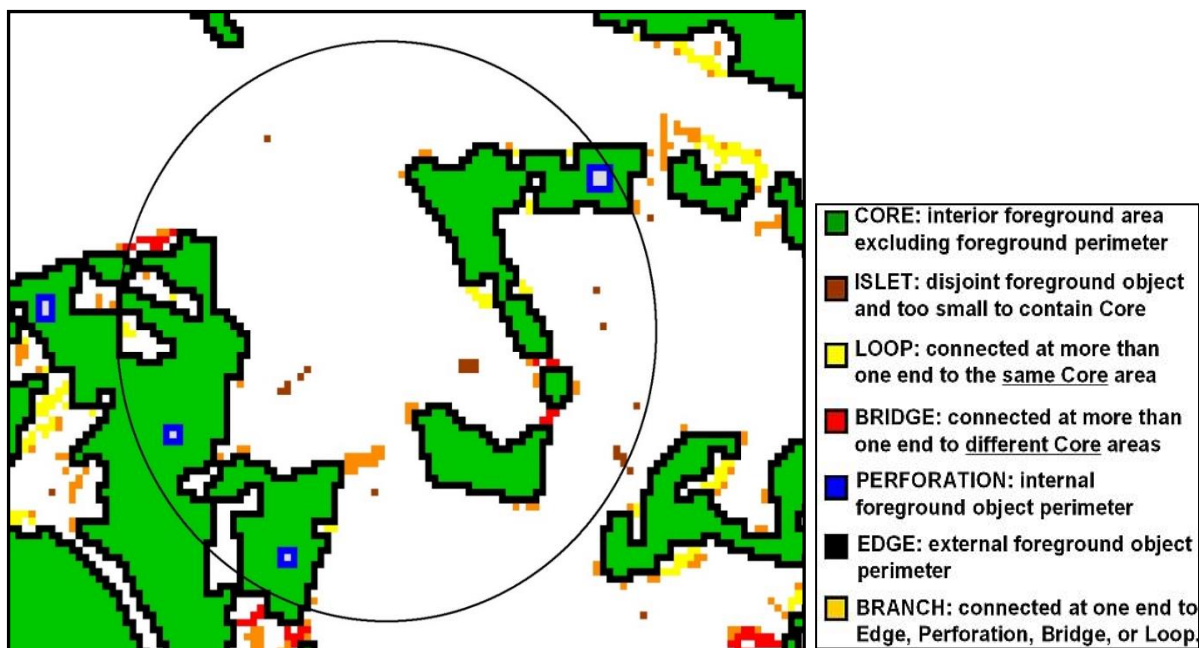 CORE: interior foreground area
excluding foreground perimeter
ISLET: disjoint foreground object
and too small to contain Core
LOOP: connected at more than
one end to the same Core area
BRIDGE: connected at more than
one end to different Core areas
PERFORATION: internal
foreground object perimeter
EDGE: external foreground object
perimeter
BRANCH: connected at one end to
Edge, Perforation, Bridge, or Loop.